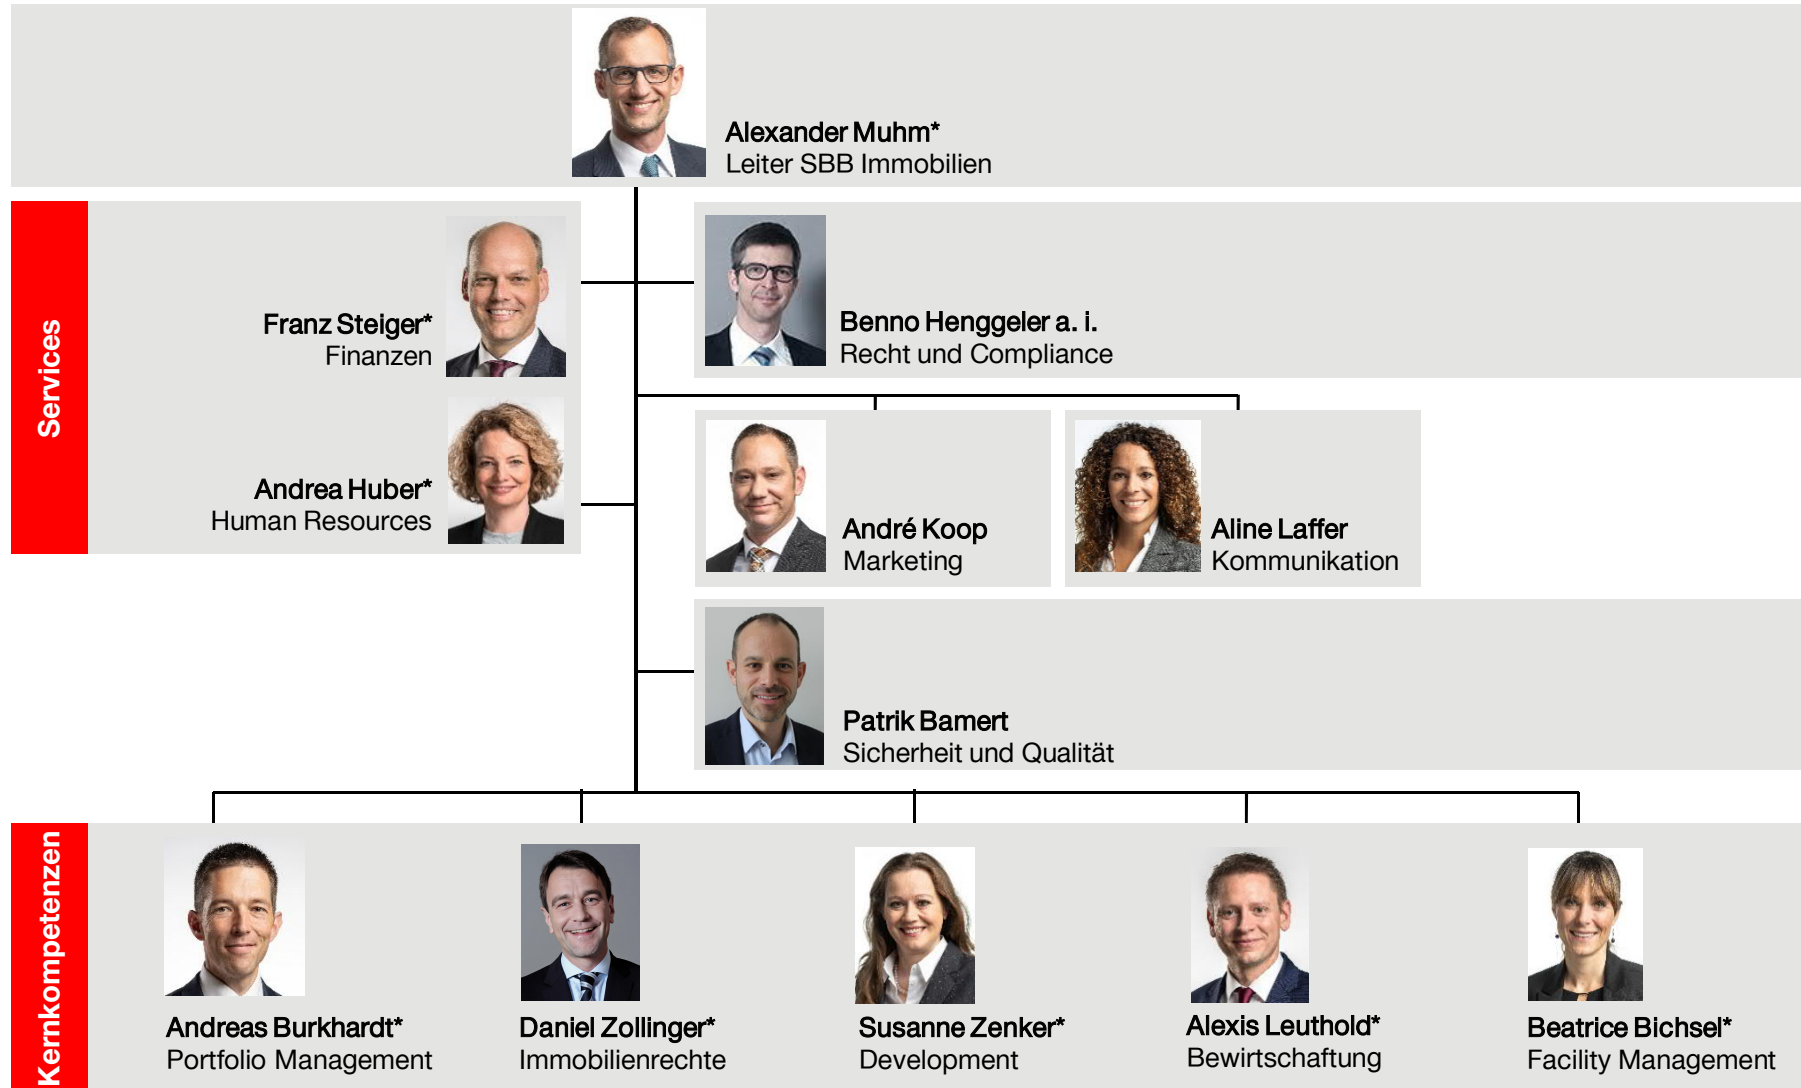 Alexander Muhm*
Leiter SBB Immobilien
Services
Franz Steiger*
Finanzen
Benno Henggeler a. i.
Recht und Compliance
Andrea Huber*
Human Resources
André Koop
Marketing
Aline Laffer
Kommunikation
Patrik Bamert
Sicherheit und Qualität
Kernkompetenzen
Andreas Burkhardt*
Portfolio Management
Daniel Zollinger*
Immobilienrechte
Susanne Zenker*
Development
Alexis Leuthold*
Bewirtschaftung
Beatrice Bichsel*
Facility Management